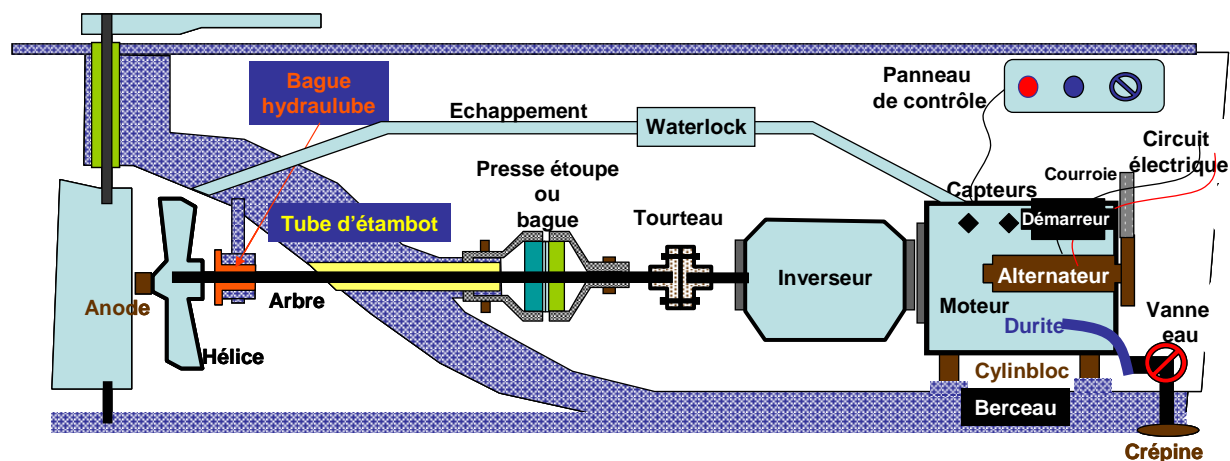 Bague
hydraulube
Echappement
Waterlock
Panneau
de contrôle
Circuit
électrique
Courroie
Capteurs
Démarreur
Presse étoupe
ou
bague
Tourteau
Tube d'étambot
Inverseur
Alternateur
Moteur
Anode
Arbre
Hélice
Durite
Vanne
eau
Cylinbloc
Berceau
Crépine